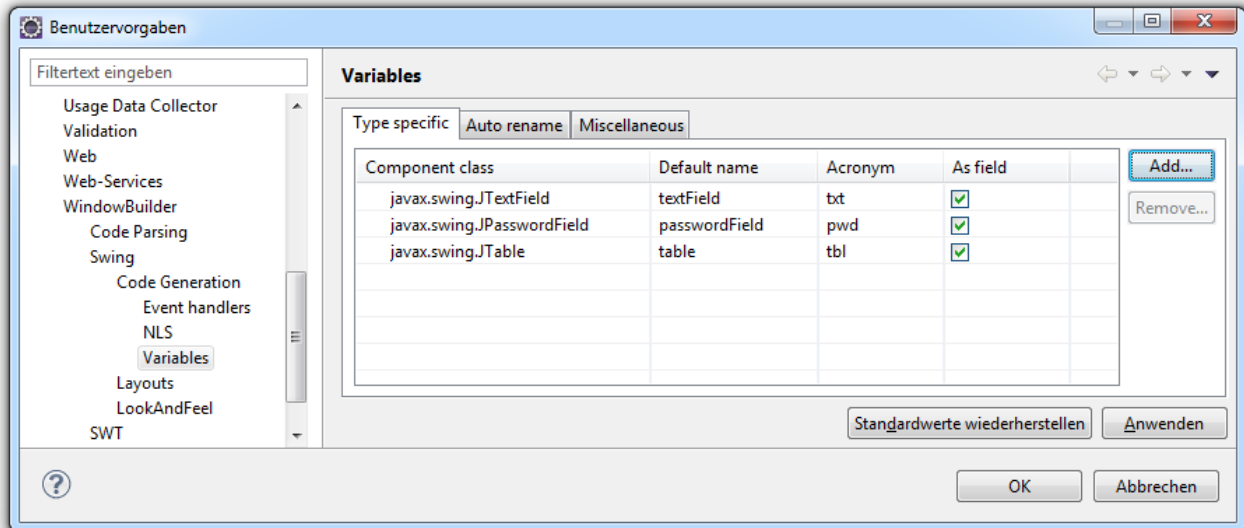 Benutzervorgaben
Filtertext eingeben
Usage Data Collector
Validation
Web
Web-Services
WindowBuilder
Code Parsing
Swing
Code Generation
Event handlers
NLS
Variables
Layouts
LookAndFeel
SWT
Variables
Type specific Auto rename Miscellaneous
Component class Default name Acronym As field
javax.swing.JTextField textField txt
javax.swing.JPasswordField passwordField pwd
javax.swing.JTable table tbl
Add...
Remove...
Standardwerte wiederherstellen Anwenden
? OK Abbrechen